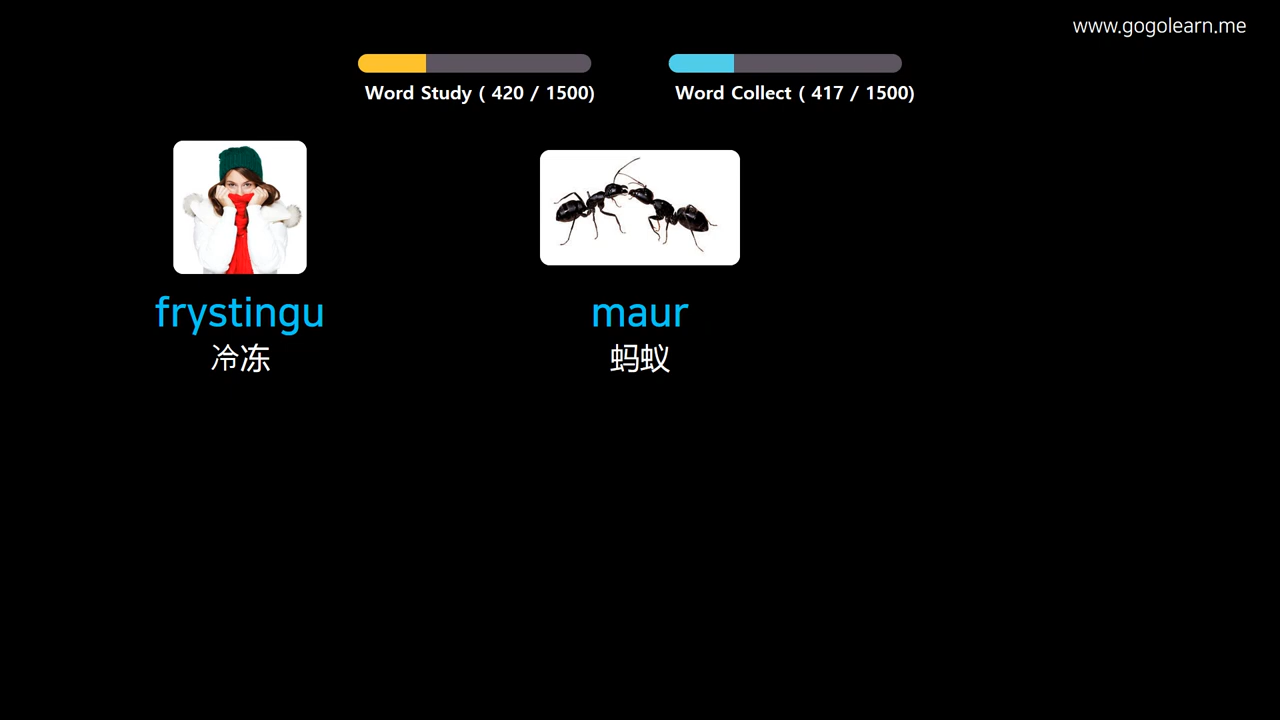 www.gogolearn.me
Word Study ( 420 / 1500)
Word Collect ( 417 / 1500)
frystingu
冷冻
maur
蚂蚁